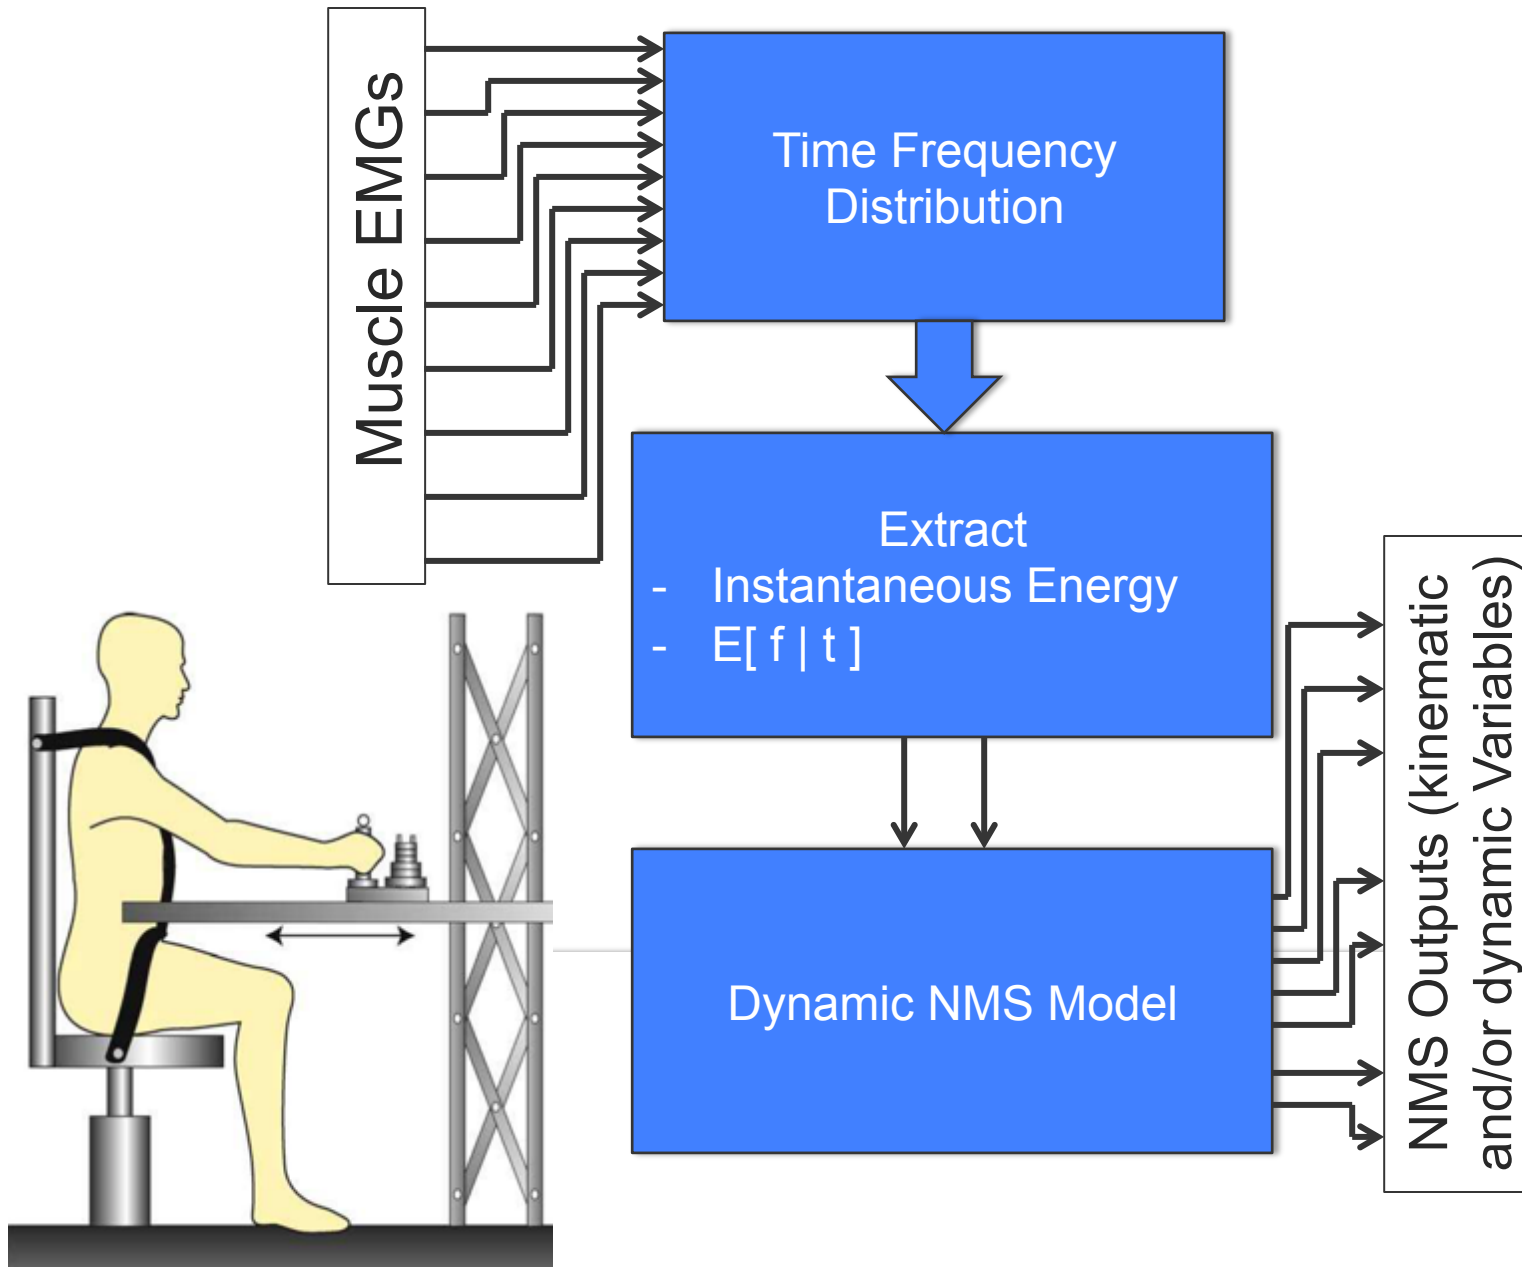 Muscle EMGs
Time Frequency
Distribution
Extract
- Instantaneous Energy
- E[ f | t ]
Dynamic NMS Model
NMS Outputs (kinematic
and/or dynamic Variables)